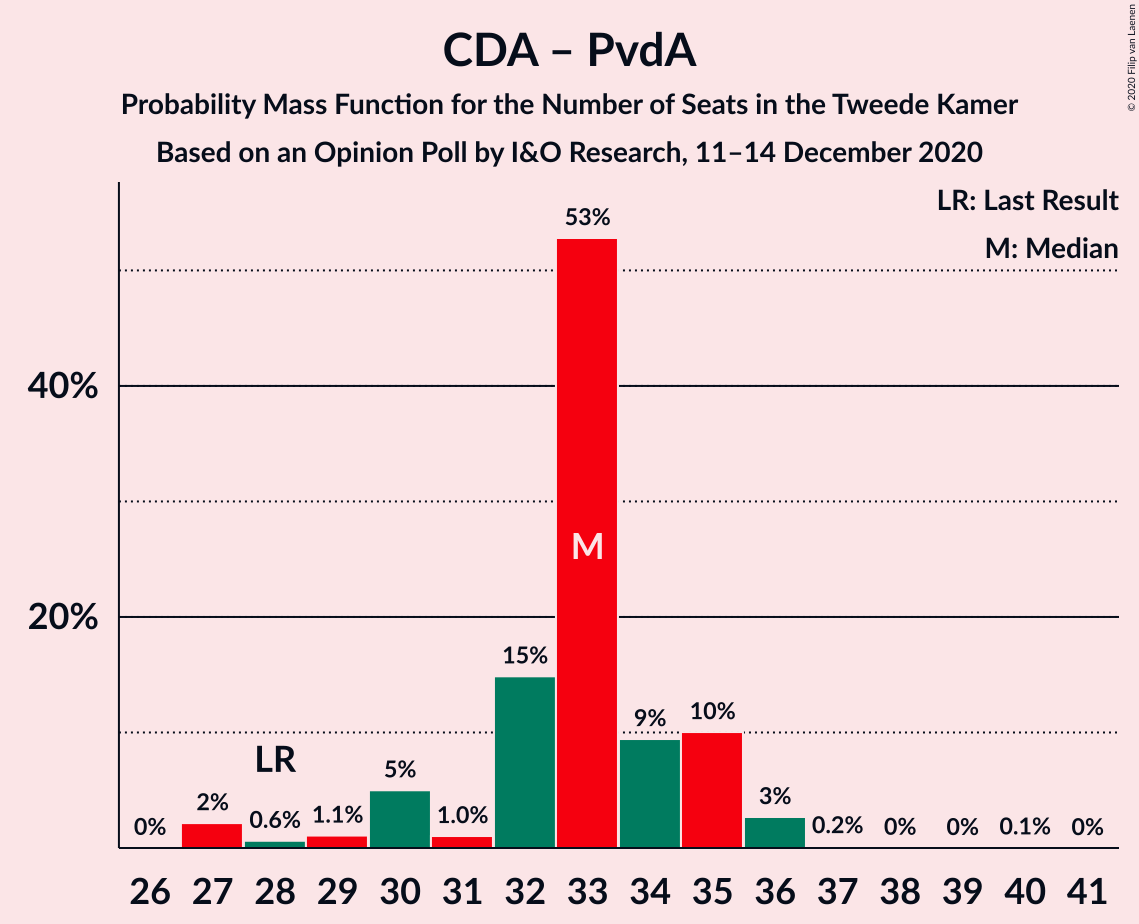 CDA – PvdA
Probability Mass Function for the Number of Seats in the Tweede Kamer
Based on an Opinion Poll by I&O Research, 11–14 December 2020
© 2020 Filip van Laenen
LR: Last Result
M: Median
40%
20%
0%
2%
0.6%
1.1%
5%
1.0%
15%
53%
9%
10%
3%
0.2%
0%
0%
0.1%
0%
LR
M
26 27 28 29 30 31 32 33 34 35 36 37 38 39 40 41